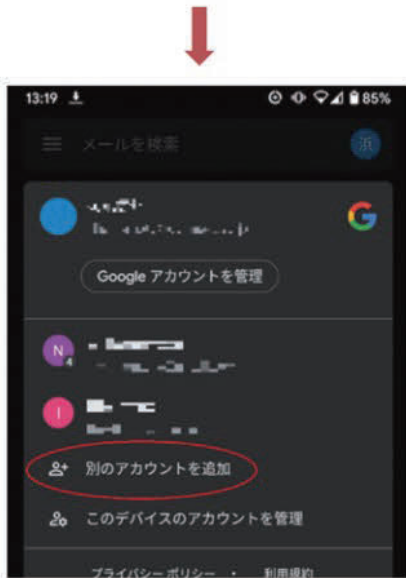 13:19 85%
メールを検索 浜
G
Google アカウントを管理
N
4
I
別のアカウントを追加
このデバイスのアカウントを管理
プライバシー ポリシー ・ 利用規約